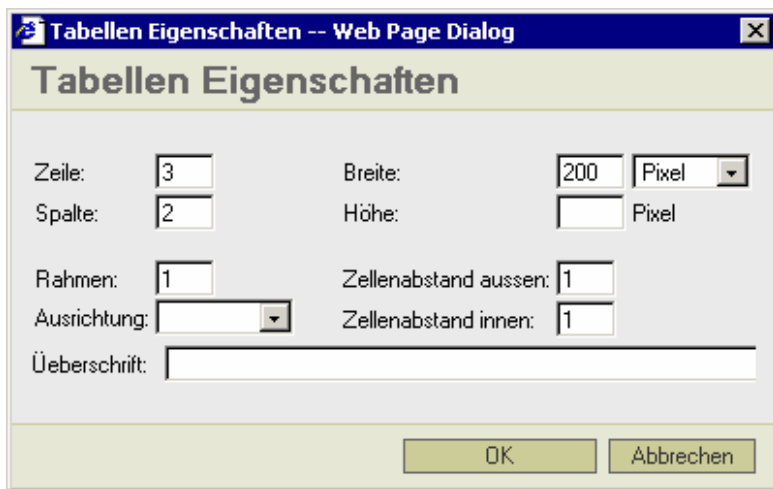 Tabellen Eigenschaften -- Web Page Dialog
Tabellen Eigenschaften
Zeile: 3 Breite: 200 Pixel
Spalte: 2 Höhe: Pixel
Rahmen: 1 Zellenabstand aussen: 1
Ausrichtung: Zellenabstand innen: 1
Üeberschrift:
OK Abbrechen